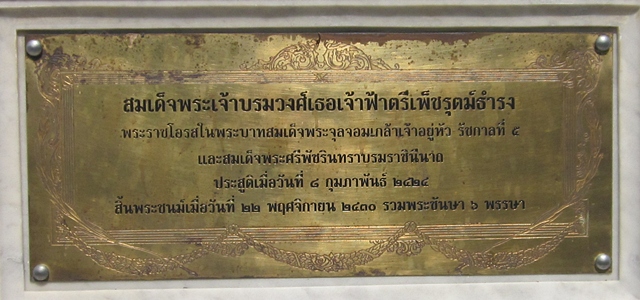 สมเด็จพระเจ้าบรมวงศ์เธอเจ้าฟ้าตรีเพ็ชรุตม์ธำรง
พระราชโอรสในพระบาทสมเด็จพระจุลจอมเกล้าเจ้าอยู่หัว รัชกาลที่ ๕
และสมเด็จพระศรีพัชรินทราบรมราชินีนาถ
ประสูติเมื่อวันที่ ๘ กุมภาพันธ์ ๒๔๒๔
สิ้นพระชนม์เมื่อวันที่ ๒๒ พฤศจิกายน ๒๔๓๐ รวมพระชันษา ๖ พรรษา